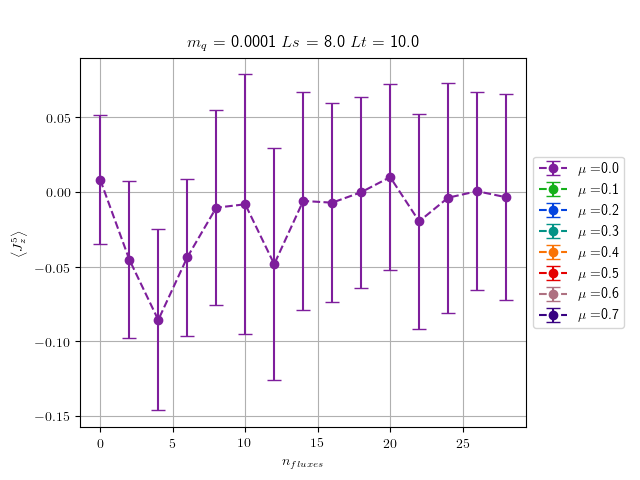 m_q = 0.0001 Ls = 8.0 Lt = 10.0
⟨J_z^5⟩
0.05
0.00
−0.05
−0.10
−0.15
0 5 10 15 20 25
n_{fluxes}
μ =0.0
μ =0.1
μ =0.2
μ =0.3
μ =0.4
μ =0.5
μ =0.6
μ =0.7